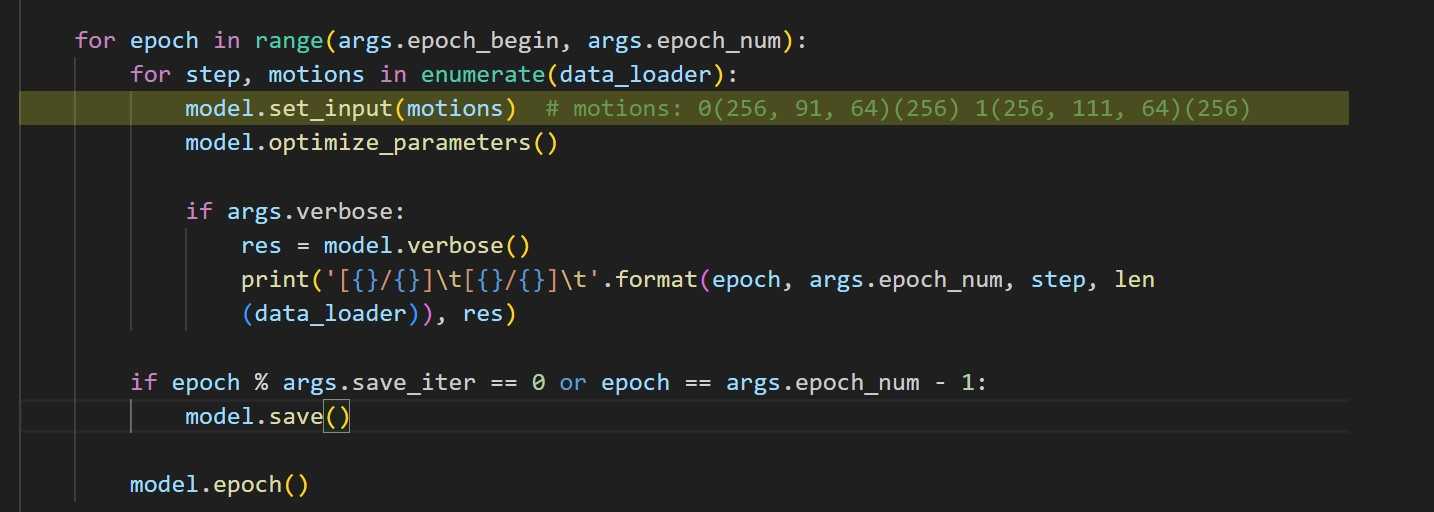 for epoch in range(args.epoch_begin, args.epoch_num):
for step, motions in enumerate(data_loader):
model.set_input(motions)  # motions: 0(256, 91, 64)(256) 1(256, 111, 64)(256)
model.optimize_parameters()
if args.verbose:
res = model.verbose()
print('[{}/{}]\t[{}/{}]\t'.format(epoch, args.epoch_num, step, len
(data_loader)), res)
if epoch % args.save_iter == 0 or epoch == args.epoch_num - 1:
model.save()
model.epoch()